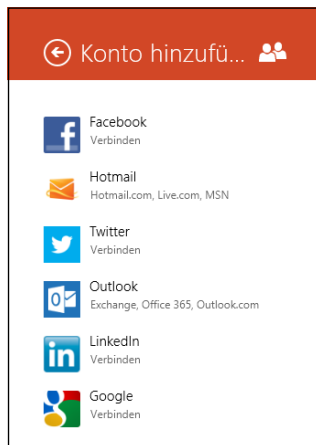 Konto hinzufü...
Facebook
Verbinden
Hotmail
Hotmail.com, Live.com, MSN
Twitter
Verbinden
Outlook
Exchange, Office 365, Outlook.com
LinkedIn
Verbinden
Google
Verbinden